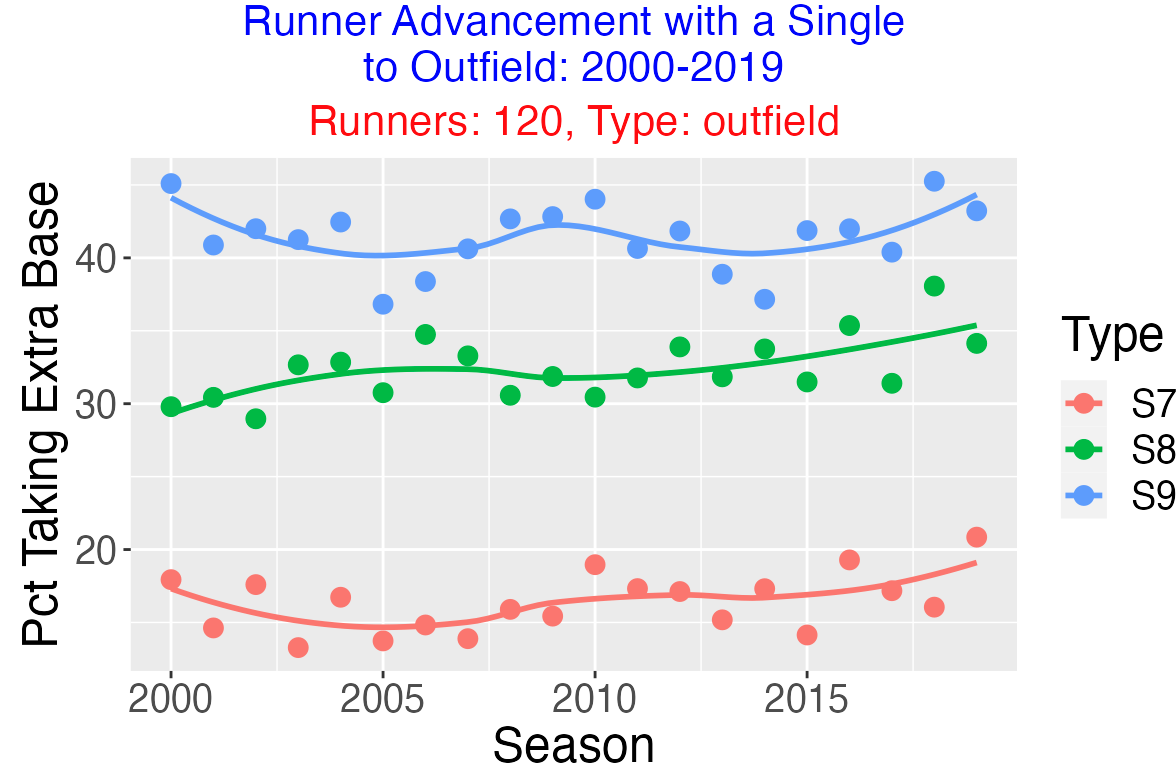 Runner Advancement with a Single
to Outfield: 2000-2019
Runners: 120, Type: outfield
Pct Taking Extra Base
40
30
20
2000 2005 2010 2015
Season
Type
S7
S8
S9